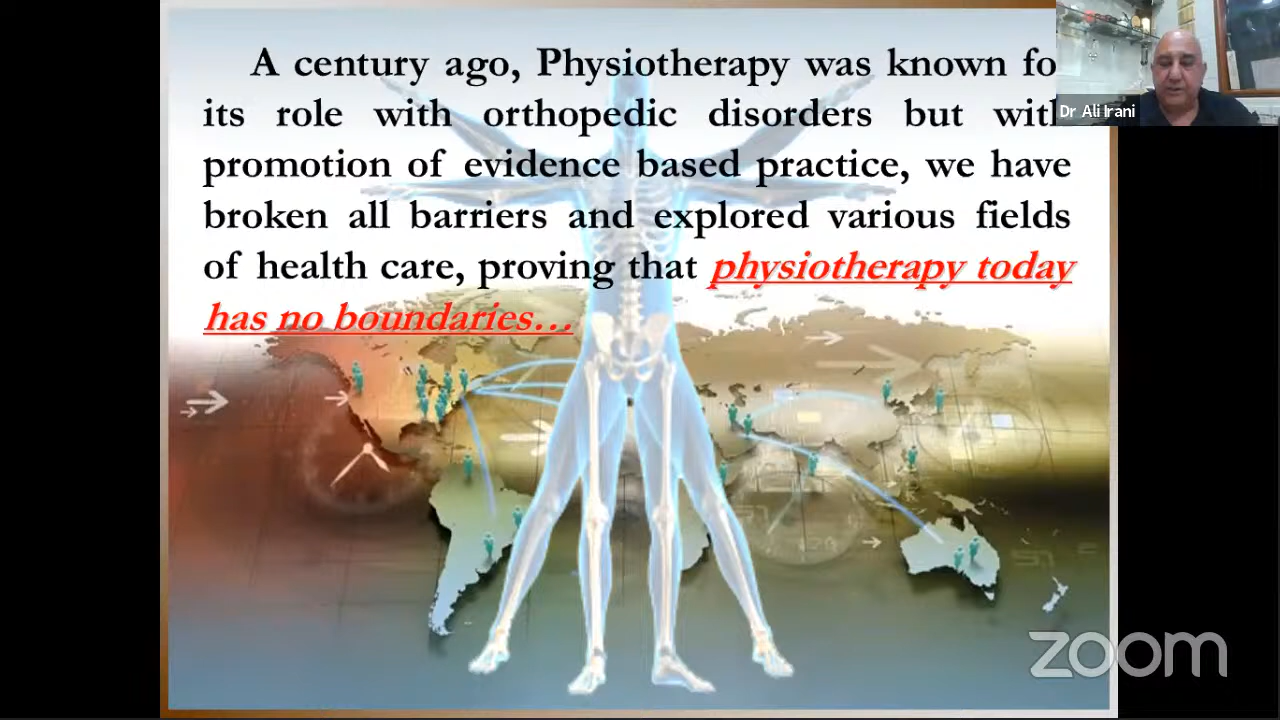 A century ago, Physiotherapy was known fo
its role with orthopedic disorders but with
promotion of evidence based practice, we have
broken all barriers and explored various fields
of health care, proving that physiotherapy today
has no boundaries...
Dr Ali Irani
zoom